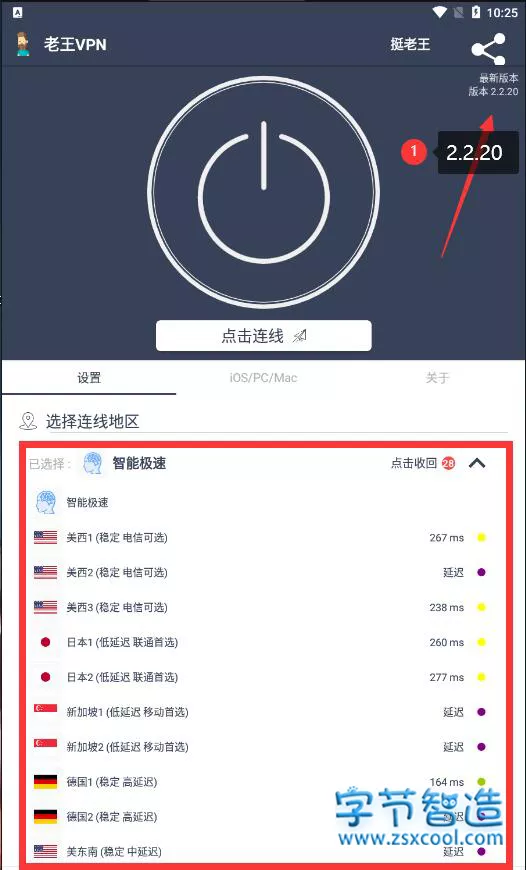 10:25
老王VPN
挺老王
最新版本
版本 2.2.20
1
2.2.20
点击连线
设置
iOS/PC/Mac
关于
选择连线地区
已选择 : 智能极速 点击收回 28
智能极速
美西1 (稳定 电信可选) 267 ms
美西2 (稳定 电信可选) 延迟
美西3 (稳定 电信可选) 238 ms
日本1 (低延迟 联通首选) 260 ms
日本2 (低延迟 联通首选) 277 ms
新加坡1 (低延迟 移动首选) 延迟
新加坡2 (低延迟 移动首选) 延迟
德国1 (稳定 高延迟) 164 ms
德国2 (稳定 高延迟)
美东南 (稳定 中延迟) 延迟
字节智造
www.zsxcool.com